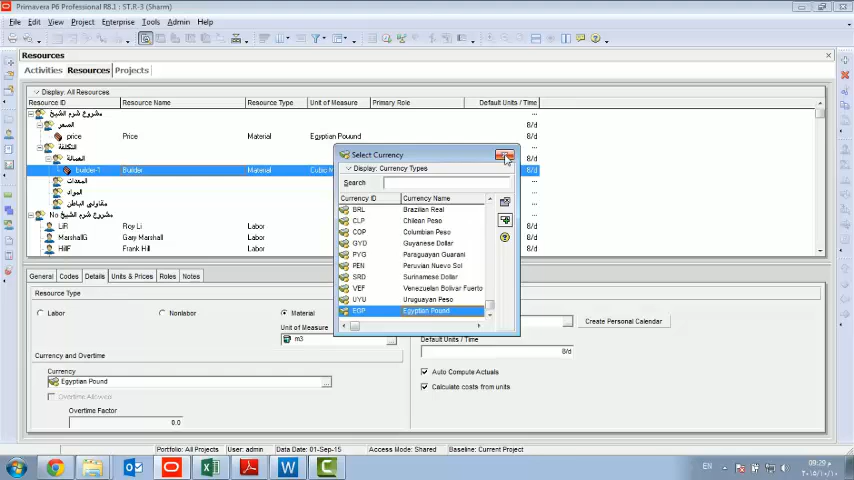 Primavera P6 Professional R8.1 : ST.R-3 (Sharm)
File Edit View Project Enterprise Tools Admin Help
Resources
Activities Resources Projects
Display: All Resources
Resource ID Resource Name Resource Type Unit of Measure Primary Role Default Units / Time
مشروع شرم الشيخ ...
السعر ...
price Price Material Egyptian Pouund 8/d
التكلفة ...
العمالة 8/d
builder-1 Builder Material Cubic M 8/d
المعدات ...
المواد ...
مقاولى الباطن ...
No مشروع شرم الشيخ ...
LiR Roy Li Labor 8/d
MarshallG Gary Marshall Labor 8/d
HillF Frank Hill Labor 8/d
Select Currency
Display: Currency Types
Search
Currency ID Currency Name
BRL Brazilian Real
CLP Chilean Peso
COP Columbian Peso
GYD Guyanese Dollar
PYG Paraguayan Guarani
PEN Peruvian Nuevo Sol
SRD Surinamese Dollar
VEF Venezuelan Bolivar Fuerto
UYU Uruguayan Peso
EGP Egyptian Pound
General Codes Details Units & Prices Roles Notes
Resource Type
Labor Nonlabor Material
Unit of Measure
m3
Create Personal Calendar
Default Units / Time
8/d
Currency and Overtime
Currency
Egyptian Pound
Overtime Allowed
Overtime Factor
0.0
Auto Compute Actuals
Calculate costs from units
Portfolio: All Projects User: admin Data Date: 01-Sep-15 Access Mode: Shared Baseline: Current Project
EN
09:29 م
٢٠١٥/١٠/١٠